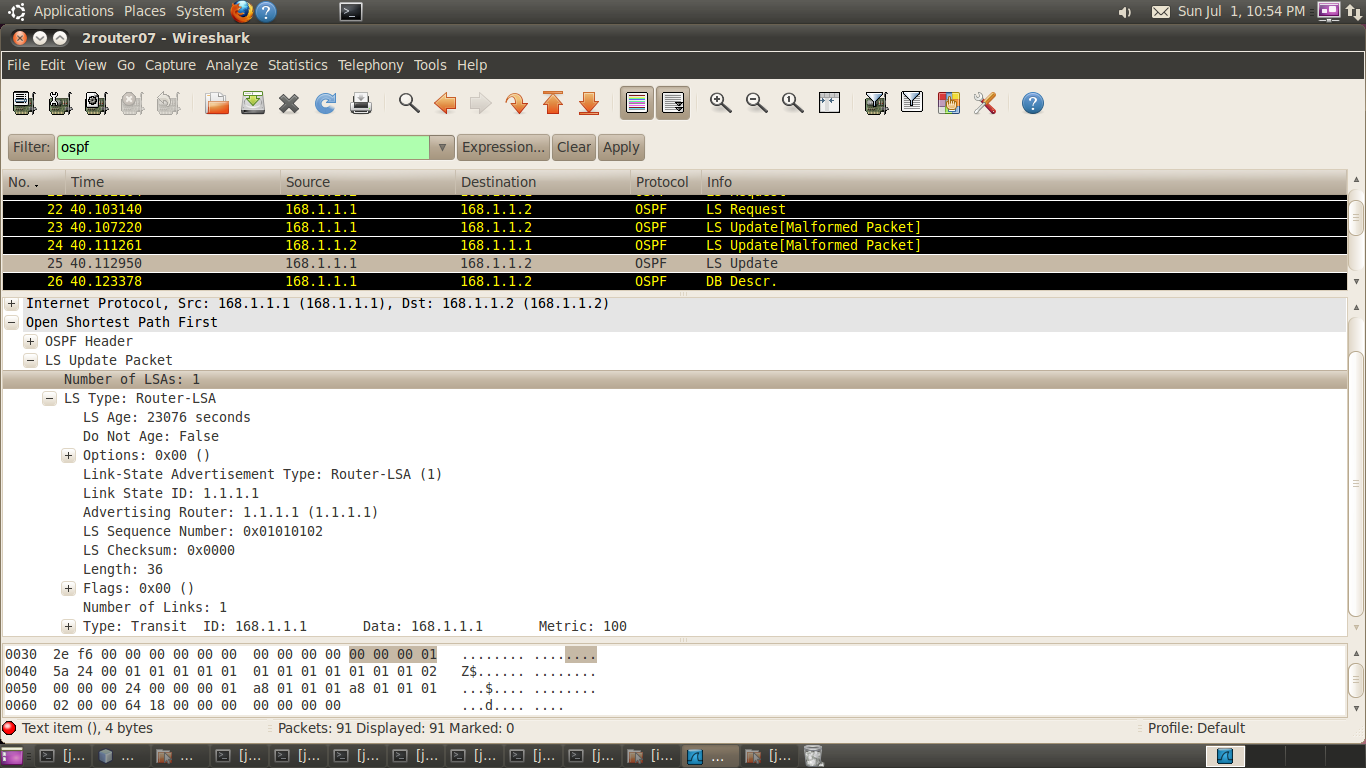 Applications Places System Sun Jul 1, 10:54 PM
2router07 - Wireshark
File Edit View Go Capture Analyze Statistics Telephony Tools Help
Filter: ospf Expression... Clear Apply
No. Time Source Destination Protocol Info
22 40.103140 168.1.1.1 168.1.1.2 OSPF LS Request
23 40.107220 168.1.1.1 168.1.1.2 OSPF LS Update[Malformed Packet]
24 40.111261 168.1.1.2 168.1.1.1 OSPF LS Update[Malformed Packet]
25 40.112950 168.1.1.1 168.1.1.2 OSPF LS Update
26 40.123378 168.1.1.1 168.1.1.2 OSPF DB Descr.
Internet Protocol, Src: 168.1.1.1 (168.1.1.1), Dst: 168.1.1.2 (168.1.1.2)
Open Shortest Path First
OSPF Header
LS Update Packet
Number of LSAs: 1
LS Type: Router-LSA
LS Age: 23076 seconds
Do Not Age: False
Options: 0x00 ()
Link-State Advertisement Type: Router-LSA (1)
Link State ID: 1.1.1.1
Advertising Router: 1.1.1.1 (1.1.1.1)
LS Sequence Number: 0x01010102
LS Checksum: 0x0000
Length: 36
Flags: 0x00 ()
Number of Links: 1
Type: Transit ID: 168.1.1.1 Data: 168.1.1.1 Metric: 100
0030 2e f6 00 00 00 00 00 00 00 00 00 00 00 00 00 01 ........ ........
0040 5a 24 00 01 01 01 01 01 01 01 01 01 01 01 01 02 Z$...... ........
0050 00 00 00 24 00 00 00 01 a8 01 01 01 a8 01 01 01 ...$.... ........
0060 02 00 00 64 18 00 00 00 00 00 00 00 ...d.... ....
Text item (), 4 bytes Packets: 91 Displayed: 91 Marked: 0 Profile: Default
[j... ... ... [j... [j... [j... [j... [j... [j... [j... [I... ... [j...